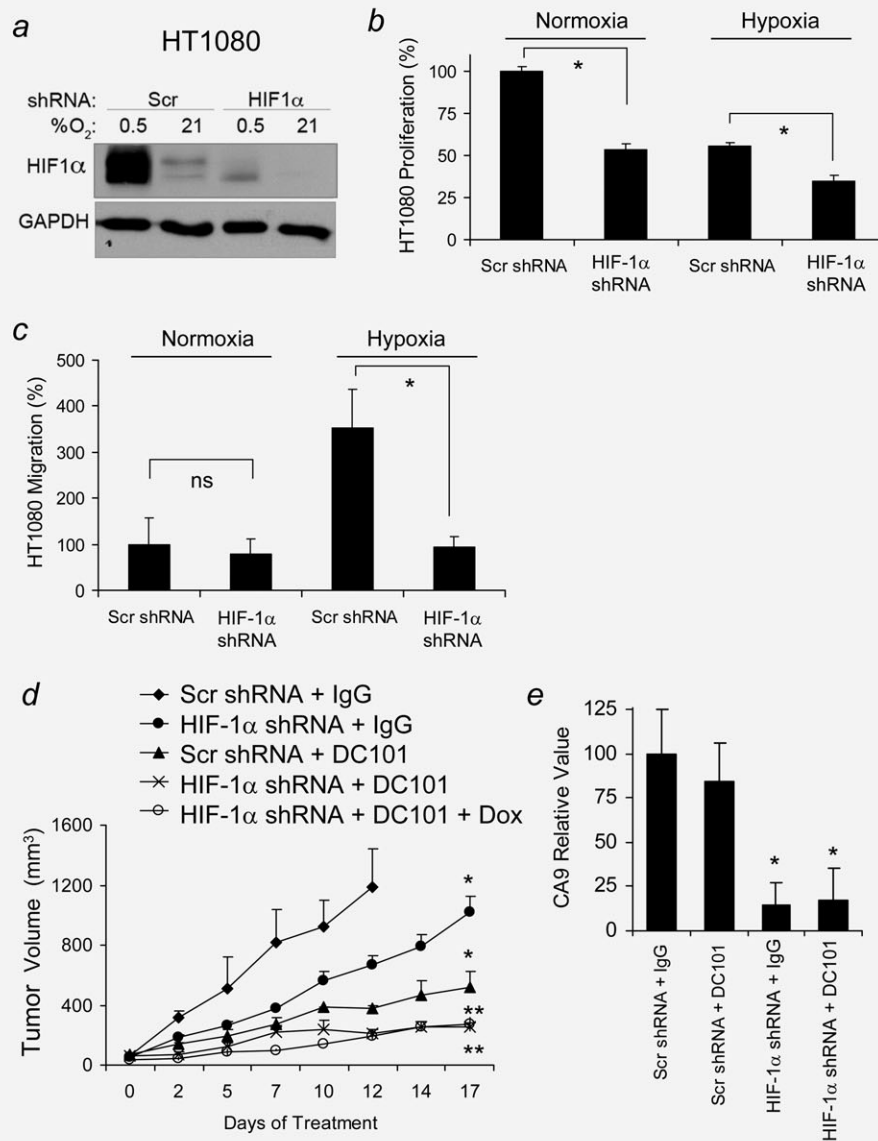 a
HT1080
shRNA: Scr HIF1α
%O2: 0.5 21 0.5 21
HIF1α
GAPDH
b
Normoxia Hypoxia
HT1080 Proliferation (%)
100
75
50
25
0
* *
Scr shRNA HIF-1α shRNA Scr shRNA HIF-1α shRNA
c
Normoxia Hypoxia
HT1080 Migration (%)
500
400
300
200
100
0
ns *
Scr shRNA HIF-1α shRNA Scr shRNA HIF-1α shRNA
d
Scr shRNA + IgG
HIF-1α shRNA + IgG
Scr shRNA + DC101
HIF-1α shRNA + DC101
HIF-1α shRNA + DC101 + Dox
Tumor Volume (mm3)
1600
1200
800
400
0
*
*
**
**
0 2 5 7 10 12 14 17
Days of Treatment
e
CA9 Relative Value
125
100
75
50
25
0
* *
Scr shRNA + IgG
Scr shRNA + DC101
HIF-1α shRNA + IgG
HIF-1α shRNA + DC101